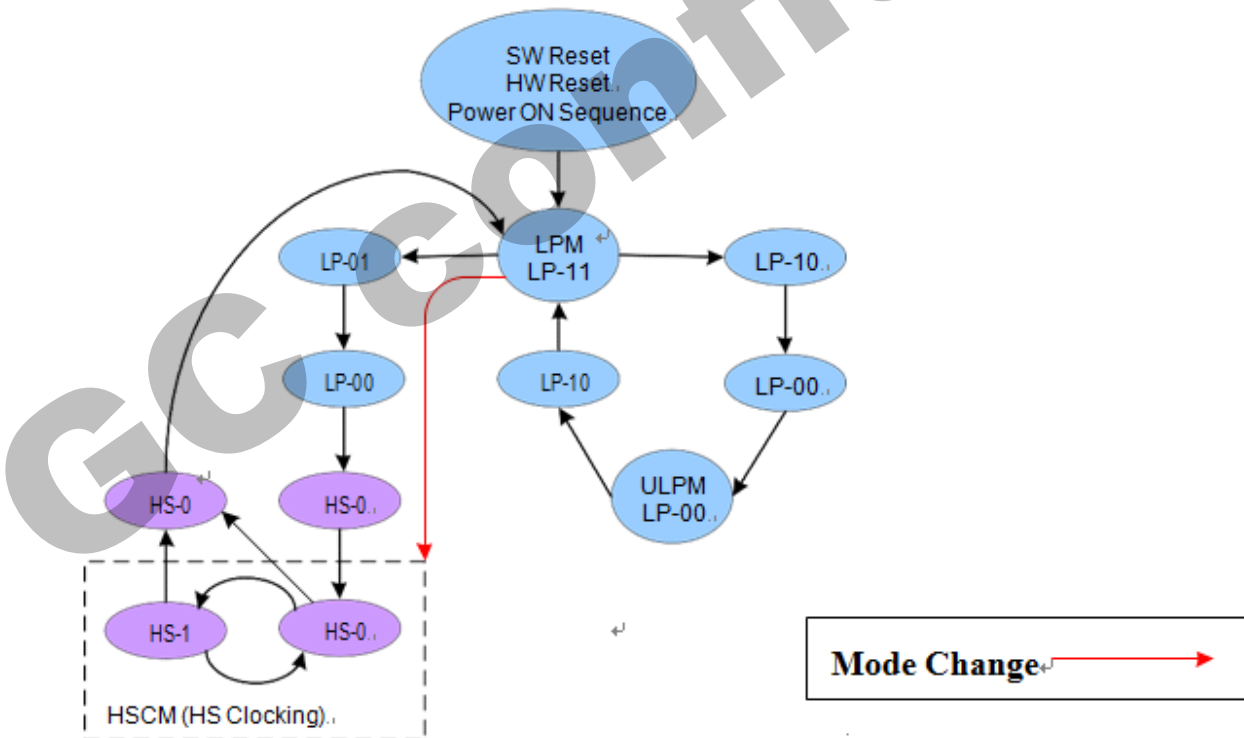 SW Reset
HW Reset
Power ON Sequence
LPM
LP-11
LP-01
LP-10
LP-00
LP-10
LP-00
ULPM
LP-00
HS-0
HS-0
HS-1
HS-0
HSCM (HS Clocking)
Mode Change
GC confi